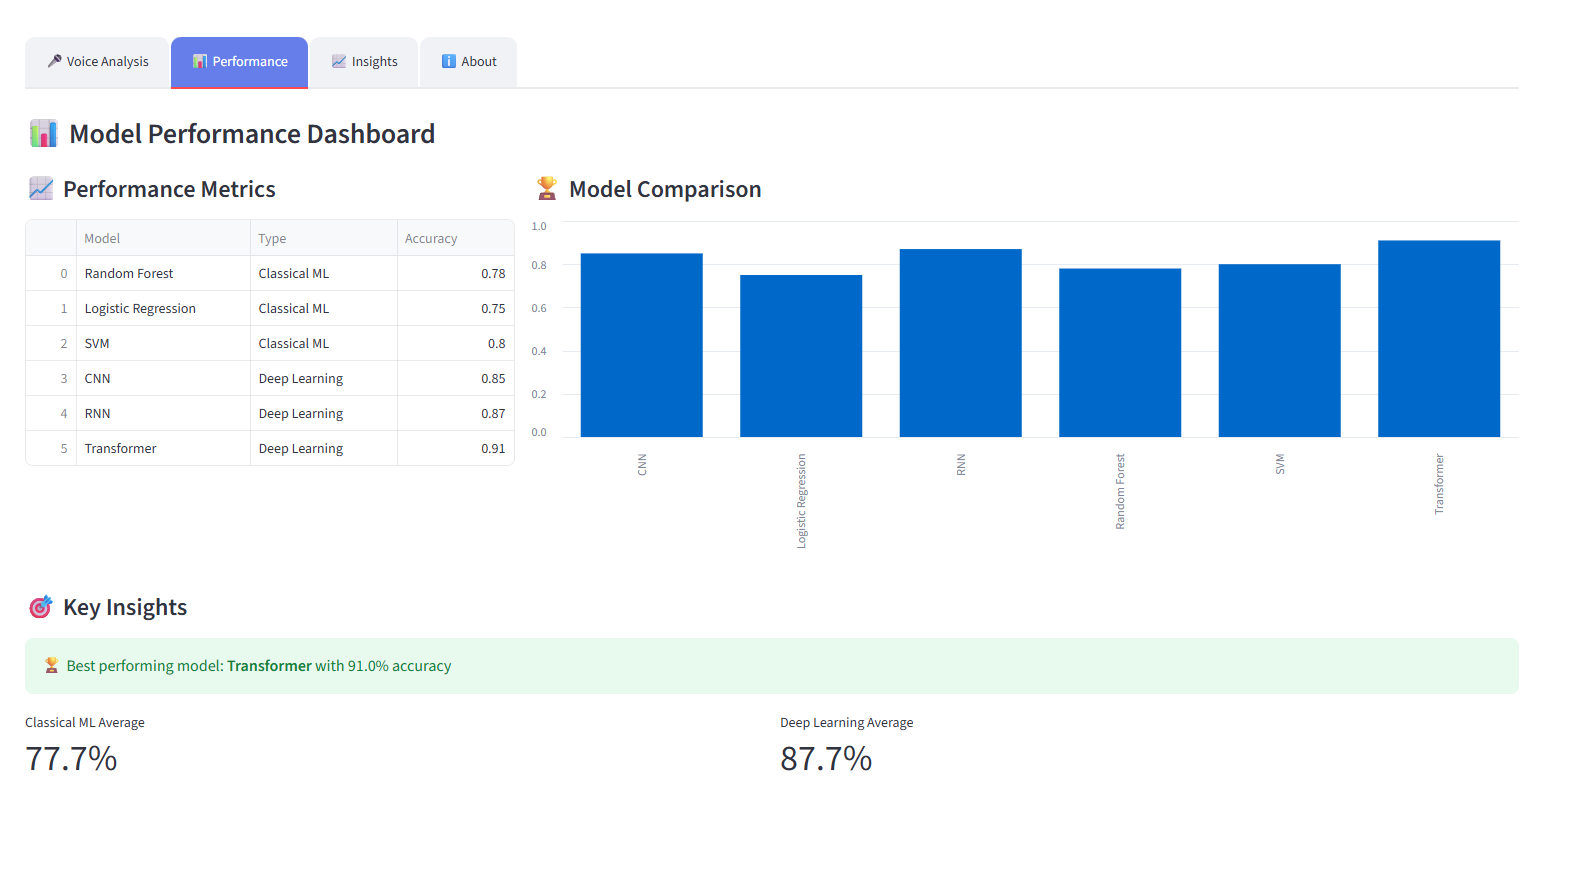 Voice Analysis
Performance
Insights
About
Model Performance Dashboard
Performance Metrics
Model Type Accuracy
0 Random Forest Classical ML 0.78
1 Logistic Regression Classical ML 0.75
2 SVM Classical ML 0.8
3 CNN Deep Learning 0.85
4 RNN Deep Learning 0.87
5 Transformer Deep Learning 0.91
Model Comparison
1.0
0.8
0.6
0.4
0.2
0.0
CNN
Logistic Regression
RNN
Random Forest
SVM
Transformer
Key Insights
Best performing model: Transformer with 91.0% accuracy
Classical ML Average
77.7%
Deep Learning Average
87.7%